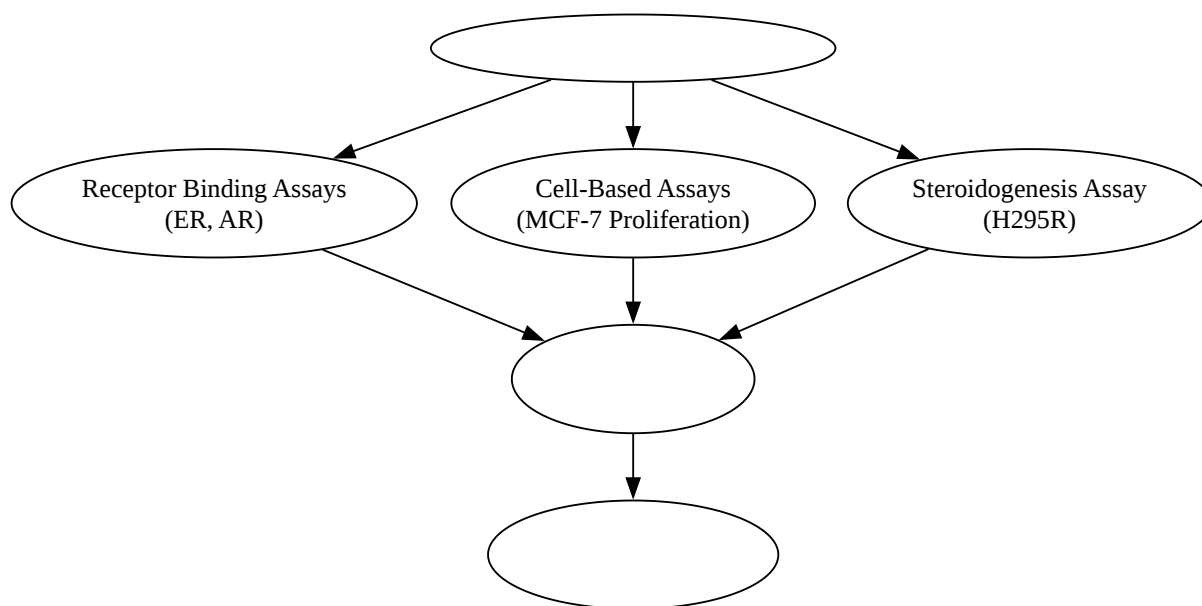 Receptor Binding Assays
(ER, AR)
Cell-Based Assays
(MCF-7 Proliferation)
Steroidogenesis Assay
(H295R)